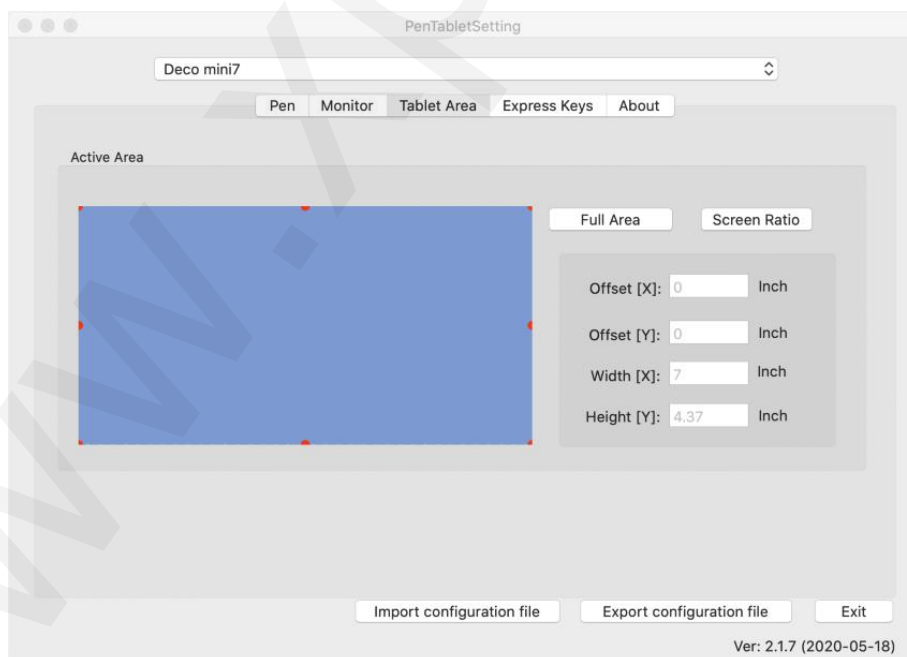 PenTabletSetting
Deco mini7
Pen Monitor Tablet Area Express Keys About
Active Area
Full Area Screen Ratio
Offset [X]: 0 Inch
Offset [Y]: 0 Inch
Width [X]: 7 Inch
Height [Y]: 4.37 Inch
Import configuration file Export configuration file Exit
Ver: 2.1.7 (2020-05-18)
www.xp